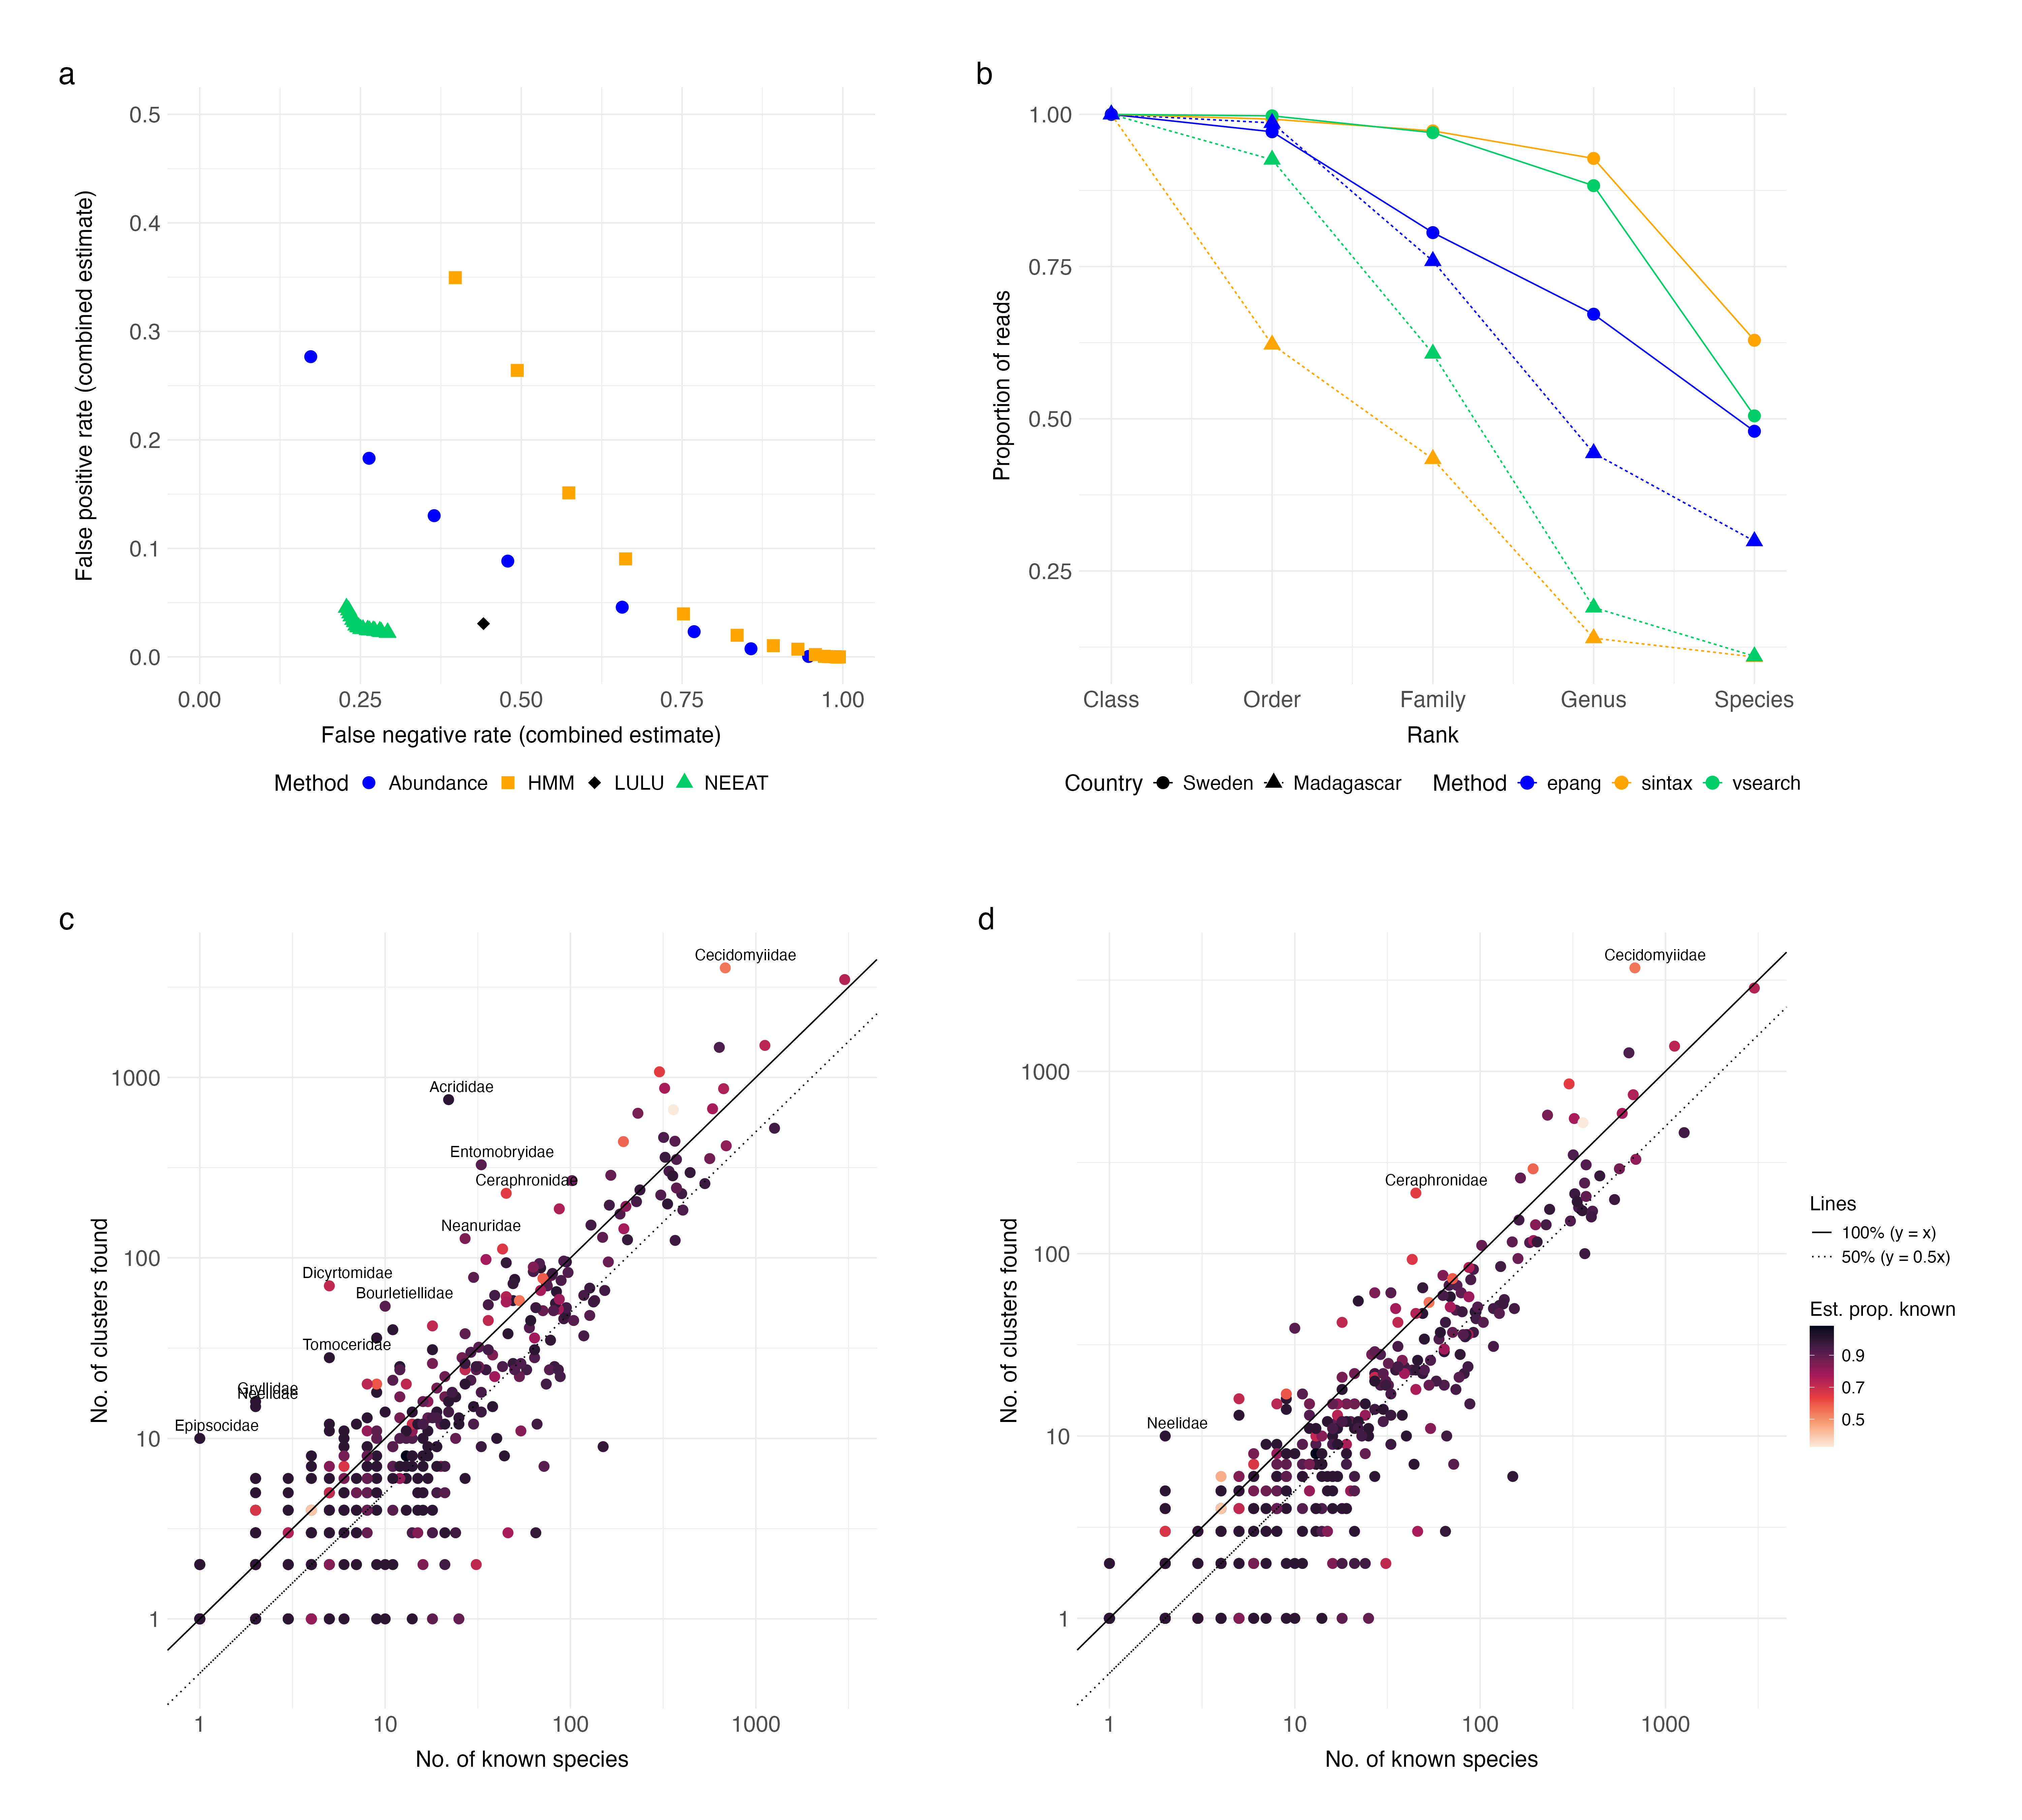 a
0.5
0.4
0.3
0.2
0.1
0.0
False positive rate (combined estimate)
0.00 0.25 0.50 0.75 1.00
False negative rate (combined estimate)
Method Abundance HMM LULU NEEAT
b
1.00
0.75
0.50
0.25
Proportion of reads
Class Order Family Genus Species
Rank
Country Sweden Madagascar Method epang sintax vsearch
c
Cecidomyiidae
Acrididae
Entomobryidae
Ceraphronidae
Neanuridae
Dicyrtomidae
Bourletiellidae
Tomoceridae
Gryllidae
Neelidae
Epipsocidae
1000
100
10
1
No. of clusters found
1 10 100 1000
No. of known species
d
Cecidomyiidae
Ceraphronidae
Neelidae
1000
100
10
1
No. of clusters found
1 10 100 1000
No. of known species
Lines
100% (y = x)
50% (y = 0.5x)
Est. prop. known
0.9
0.7
0.5